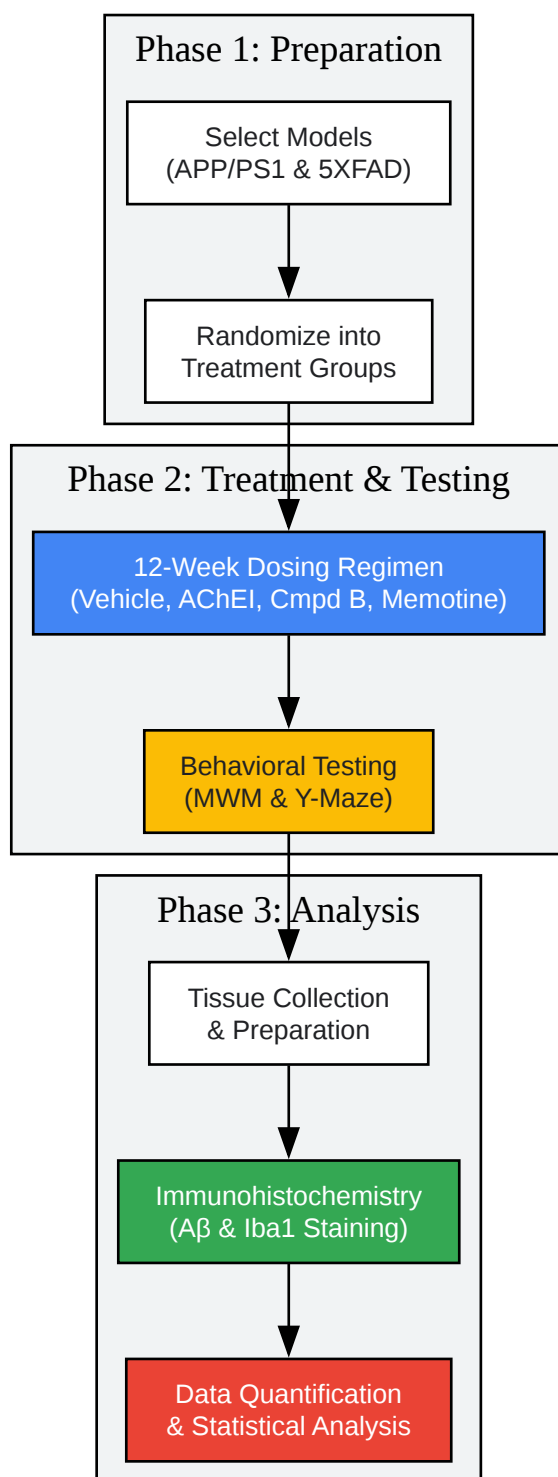 Phase 1: Preparation
Select Models
(APP/PS1 & 5XFAD)
Randomize into
Treatment Groups
Phase 2: Treatment & Testing
12-Week Dosing Regimen
(Vehicle, AChEI, Cmpd B, Memotine)
Behavioral Testing
(MWM & Y-Maze)
Phase 3: Analysis
Tissue Collection
& Preparation
Immunohistochemistry
(Aβ & Iba1 Staining)
Data Quantification
& Statistical Analysis